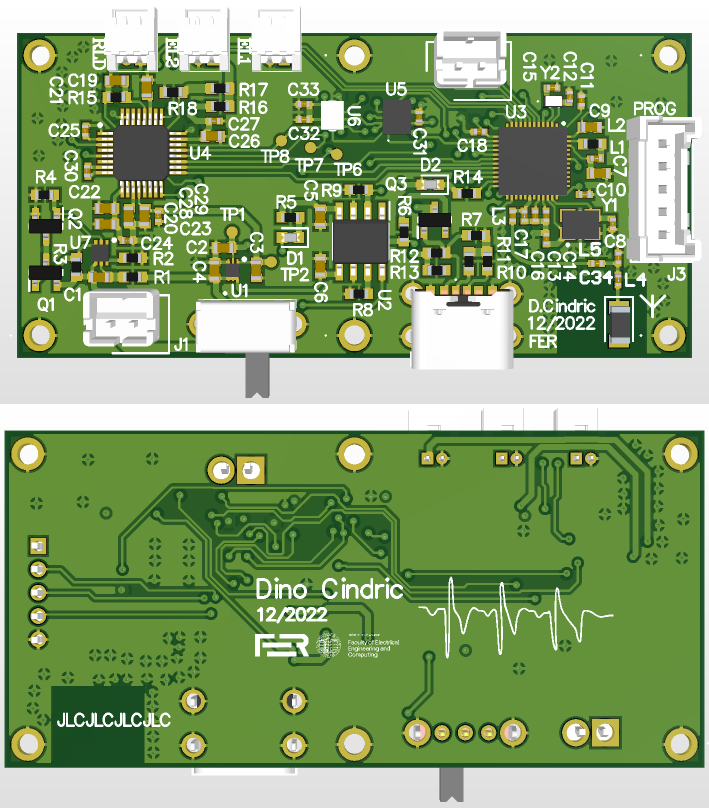 RLD
EL2
EL1
C19
C21
R15
R18
R17
R16
C27
C26
C33
C32
U5
U6
C31
C15
Y2
C12
C11
U3
C9
PROG
L2
L1
C7
C18
C10
Y1
C25
U4
C30
C22
R4
TP8
TP7
TP6
R9
Q3
D2
R14
Q2
C20
C28
C29
C23
TP1
R5
C5
R6
R7
L3
C17
C16
C13
C14
L5
C8
C34
L4
J3
R3
U7
C24
R2
R1
C2
C3
C4
U1
D1
TP2
C6
U2
R8
R12
R13
R11
R10
Q1
C1
J1
D.Cindric
12/2022
FER
Dino Cindric
12/2022
FER
Faculty of Electrical
Engineering and
Computing
JLCJLCJLCJLC